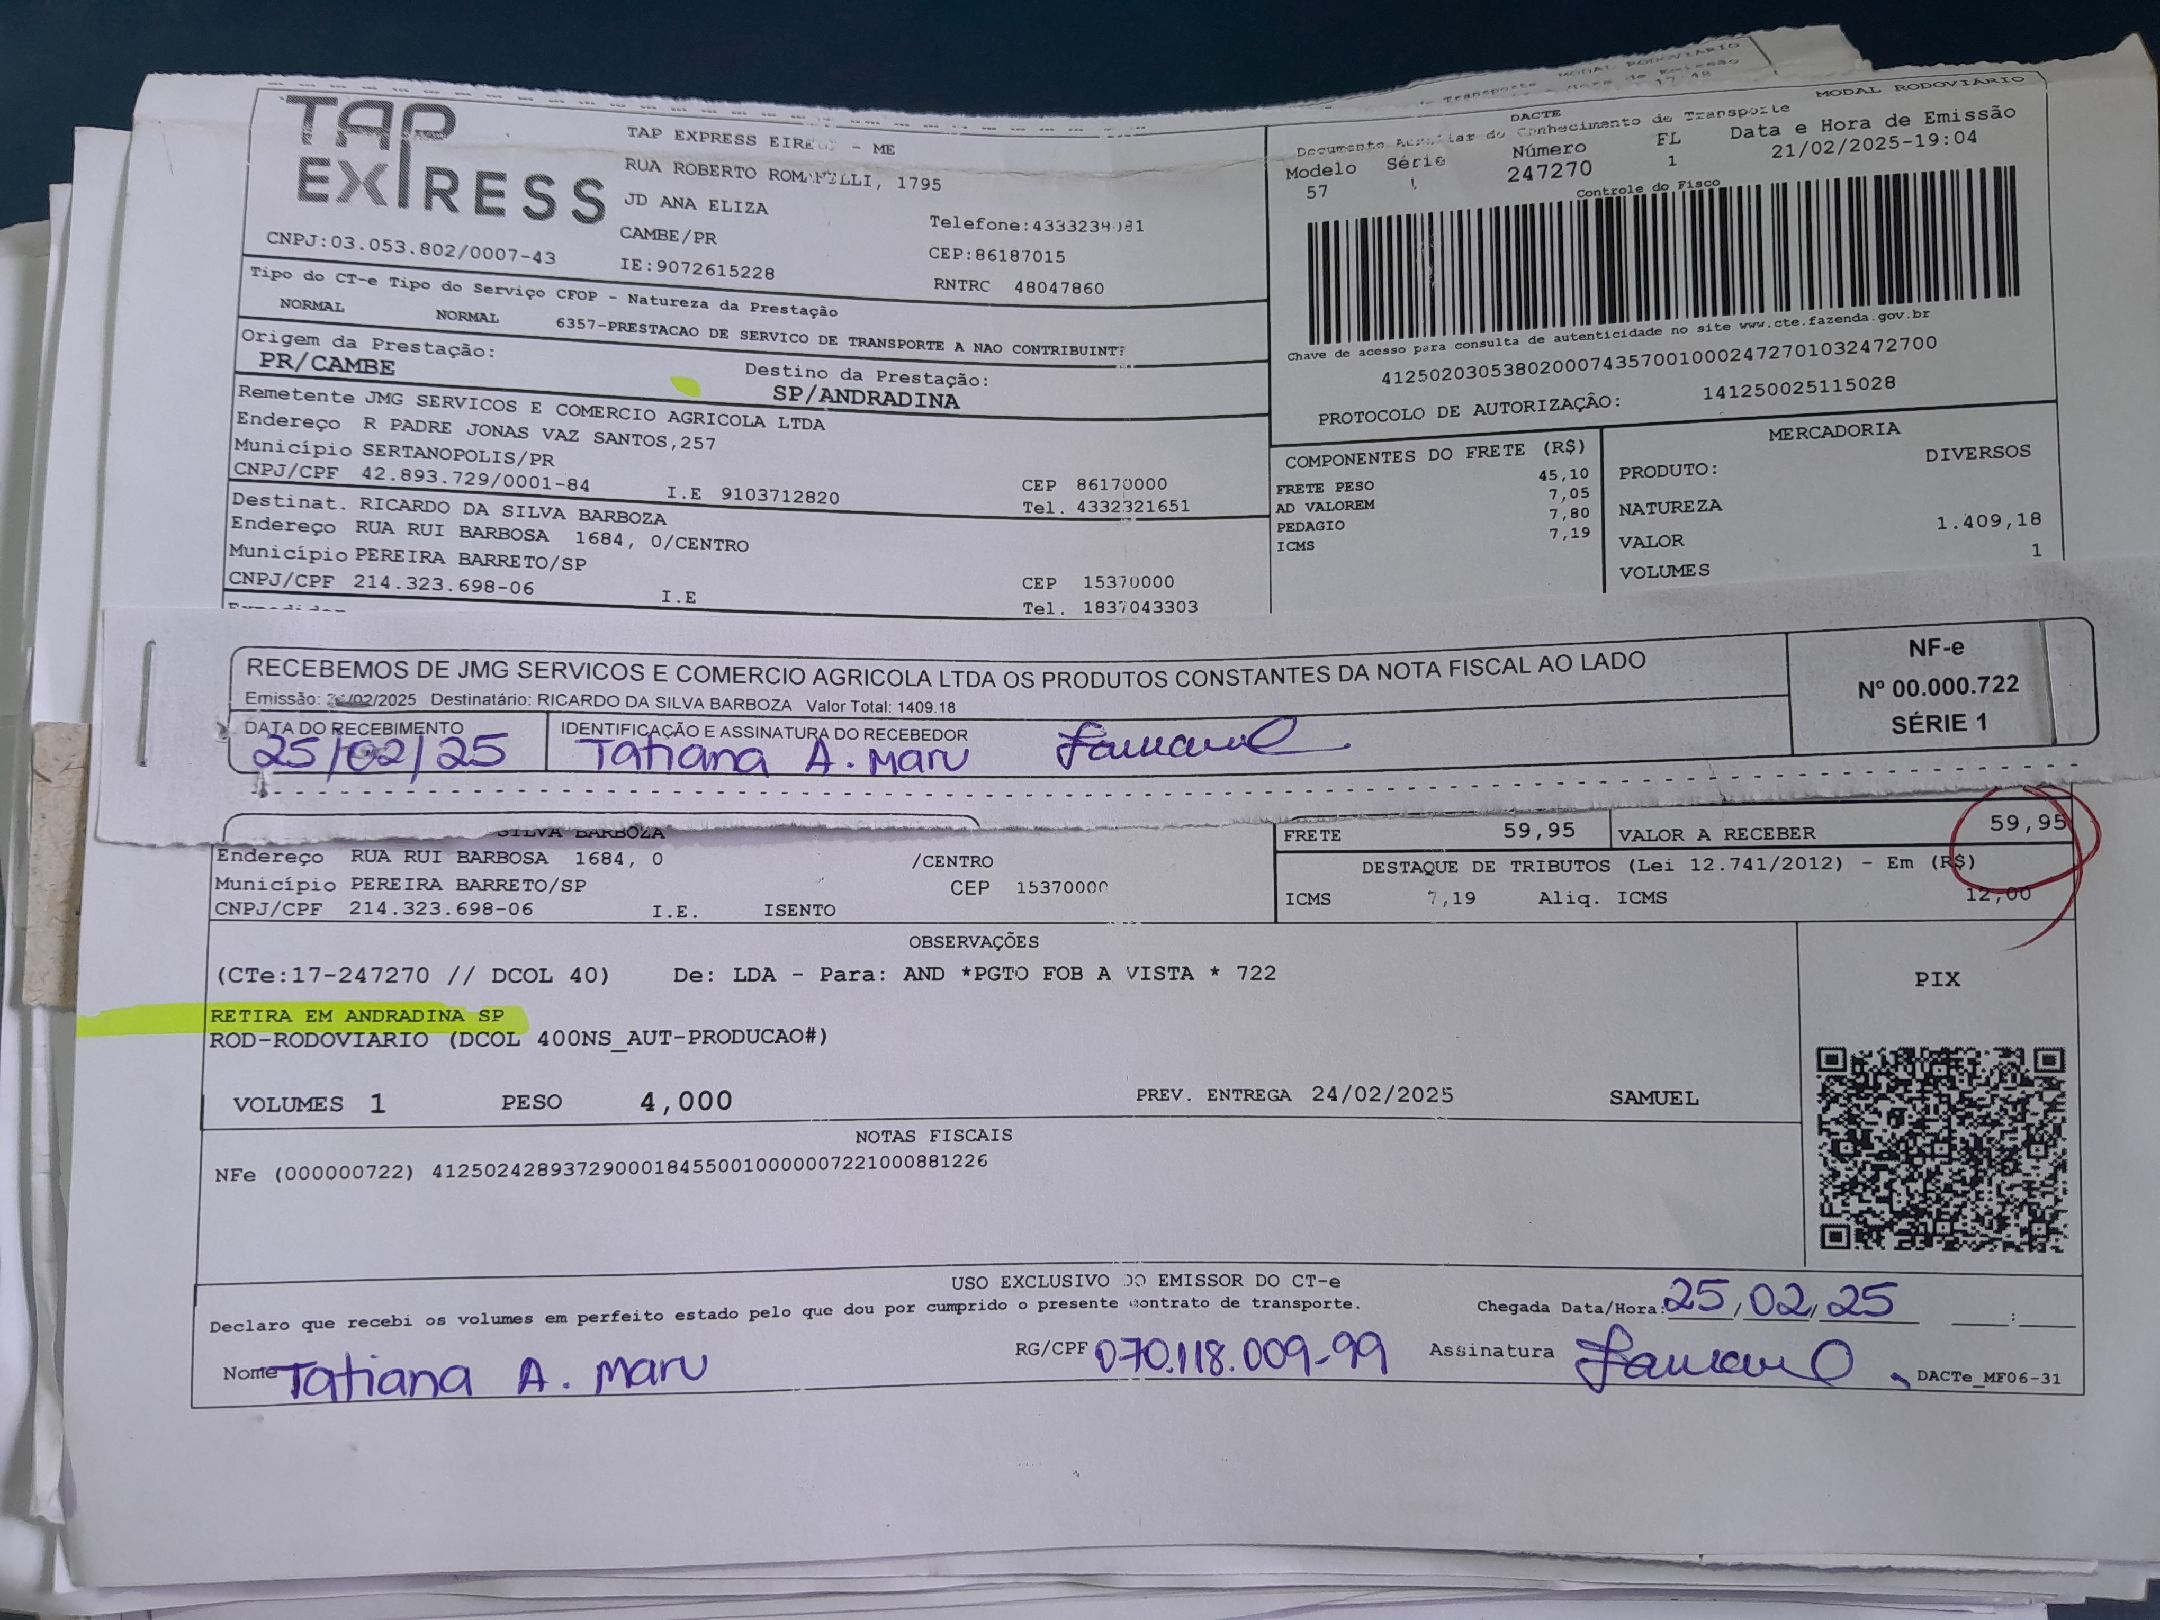 TAP EXPRESS
TAP EXPRESS - ME
RUA ROBERTO, 1795
JD ANA ELIZA
CAMBE/PR
Telefone:
CEP:86187015
CNPJ:03.053.802/0007-43
IE:9072615228
RNTRC 48047860
MODAL RODOVIÁRIO
DACTE
Documento Auxiliar do Conhecimento de Transporte
Modelo Série Número FL Data e Hora de Emissão
57 247270 1 21/02/2025-19:04
Controle do Fisco
Chave de acesso para consulta de autenticidade no site www.cte.fazenda.gov.br
41250203053802000743570010002472701032472700
PROTOCOLO DE AUTORIZAÇÃO: 141250025115028
Tipo do CT-e Tipo do Serviço CFOP - Natureza da Prestação
NORMAL NORMAL 6357-PRESTACAO DE SERVICO DE TRANSPORTE A NAO CONTRIBUINT
Origem da Prestação: Destino da Prestação:
PR/CAMBE SP/ANDRADINA
Remetente JMG SERVICOS E COMERCIO AGRICOLA LTDA
Endereço R PADRE JONAS VAZ SANTOS,257
Município SERTANOPOLIS/PR CEP 86170000
CNPJ/CPF 42.893.729/0001-84 I.E 9103712820 Tel. 4332321651
Destinat. RICARDO DA SILVA BARBOZA
Endereço RUA RUI BARBOSA 1684, 0/CENTRO
Município PEREIRA BARRETO/SP CEP 15370000
CNPJ/CPF 214.323.698-06 I.E Tel. 1837043303
COMPONENTES DO FRETE (R$)
FRETE PESO 45,10
AD VALOREM 7,05
PEDAGIO 7,80
ICMS 7,19
MERCADORIA
PRODUTO: DIVERSOS
NATUREZA
VALOR 1.409,18
VOLUMES 1
RECEBEMOS DE JMG SERVICOS E COMERCIO AGRICOLA LTDA OS PRODUTOS CONSTANTES DA NOTA FISCAL AO LADO
Emissão: /02/2025 Destinatário: RICARDO DA SILVA BARBOZA Valor Total: 1409.18
DATA DO RECEBIMENTO IDENTIFICAÇÃO E ASSINATURA DO RECEBEDOR
25/02/25 Tatiana A. Maru
NF-e
Nº 00.000.722
SÉRIE 1
SILVA BARBOZA
Endereço RUA RUI BARBOSA 1684, 0 /CENTRO
Município PEREIRA BARRETO/SP CEP 15370000
CNPJ/CPF 214.323.698-06 I.E. ISENTO
FRETE 59,95 VALOR A RECEBER 59,95
DESTAQUE DE TRIBUTOS (Lei 12.741/2012) - Em (R$)
ICMS 7,19 Aliq. ICMS 12,00
OBSERVAÇÕES
(CTe:17-247270 // DCOL 40) De: LDA - Para: AND *PGTO FOB A VISTA * 722
RETIRA EM ANDRADINA SP
ROD-RODOVIARIO (DCOL 400NS_AUT-PRODUCAO#)
VOLUMES 1 PESO 4,000 PREV. ENTREGA 24/02/2025 SAMUEL
PIX
NOTAS FISCAIS
NFe (000000722) 41250242893729000184550010000007221000881226
USO EXCLUSIVO DO EMISSOR DO CT-e
Declaro que recebi os volumes em perfeito estado pelo que dou por cumprido o presente contrato de transporte.
Chegada Data/Hora: 25/02/25 :
Nome Tatiana A. Maru RG/CPF 070.118.009-99 Assinatura
DACTe_MF06-31